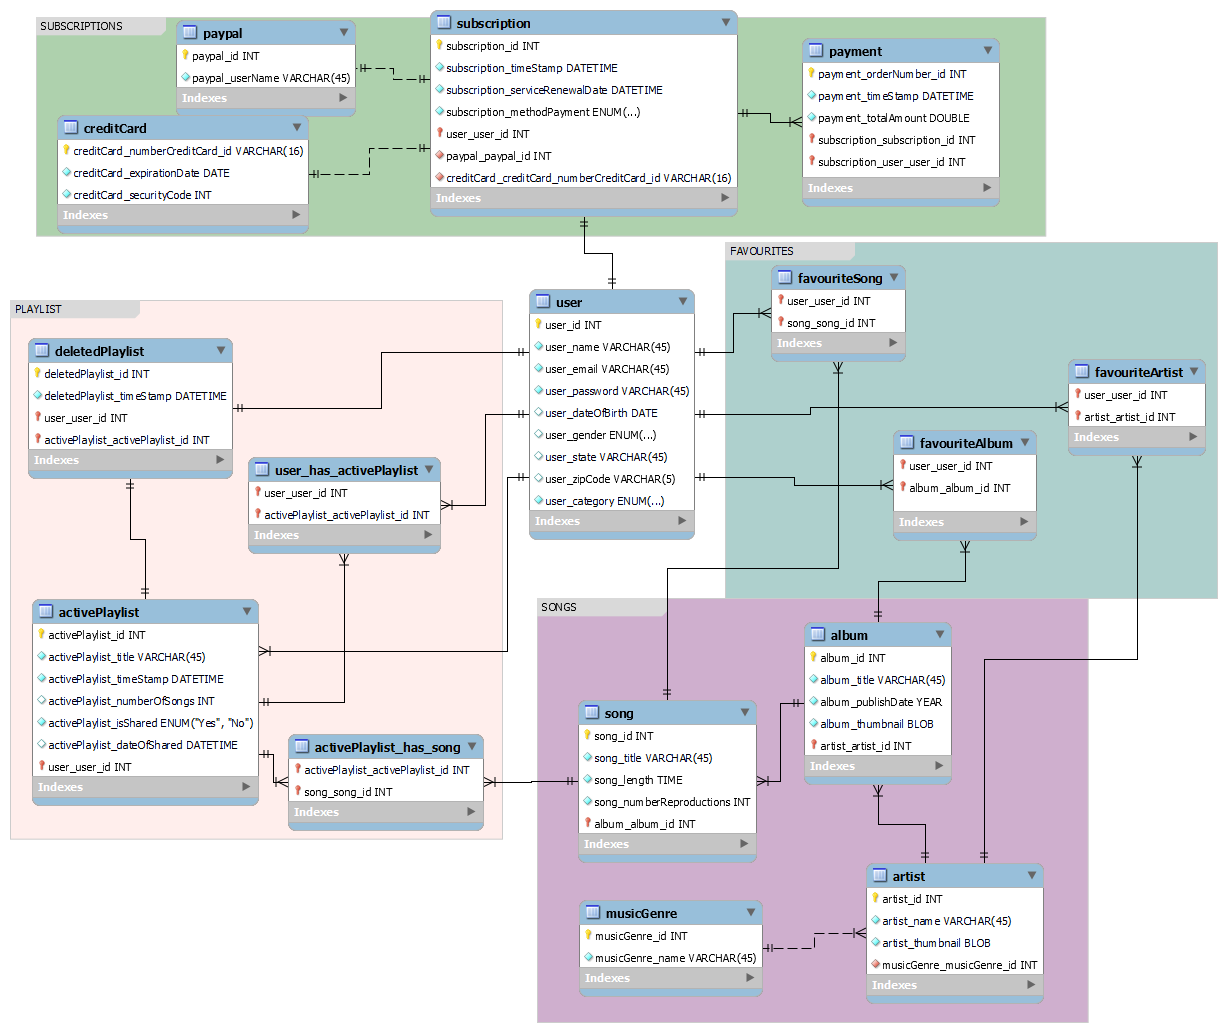 SUBSCRIPTIONS
paypal
paypal_id INT
paypal_userName VARCHAR(45)
Indexes
creditCard
creditCard_numberCreditCard_id VARCHAR(16)
creditCard_expirationDate DATE
creditCard_securityCode INT
Indexes
subscription
subscription_id INT
subscription_timeStamp DATETIME
subscription_serviceRenewalDate DATETIME
subscription_methodPayment ENUM(...)
user_user_id INT
paypal_paypal_id INT
creditCard_creditCard_numberCreditCard_id VARCHAR(16)
Indexes
payment
payment_orderNumber_id INT
payment_timeStamp DATETIME
payment_totalAmount DOUBLE
subscription_subscription_id INT
subscription_user_user_id INT
Indexes
PLAYLIST
deletedPlaylist
deletedPlaylist_id INT
deletedPlaylist_timeStamp DATETIME
user_user_id INT
activePlaylist_activePlaylist_id INT
Indexes
user_has_activePlaylist
user_user_id INT
activePlaylist_activePlaylist_id INT
Indexes
activePlaylist
activePlaylist_id INT
activePlaylist_title VARCHAR(45)
activePlaylist_timeStamp DATETIME
activePlaylist_numberOfSongs INT
activePlaylist_isShared ENUM("Yes", "No")
activePlaylist_dateOfShared DATETIME
user_user_id INT
Indexes
activePlaylist_has_song
activePlaylist_activePlaylist_id INT
song_song_id INT
Indexes
user
user_id INT
user_name VARCHAR(45)
user_email VARCHAR(45)
user_password VARCHAR(45)
user_dateOfBirth DATE
user_gender ENUM(...)
user_state VARCHAR(45)
user_zipCode VARCHAR(5)
user_category ENUM(...)
Indexes
FAVOURITES
favouriteSong
user_user_id INT
song_song_id INT
Indexes
favouriteArtist
user_user_id INT
artist_artist_id INT
Indexes
favouriteAlbum
user_user_id INT
album_album_id INT
Indexes
SONGS
album
album_id INT
album_title VARCHAR(45)
album_publishDate YEAR
album_thumbnail BLOB
artist_artist_id INT
Indexes
song
song_id INT
song_title VARCHAR(45)
song_length TIME
song_numberReproductions INT
album_album_id INT
Indexes
artist
artist_id INT
artist_name VARCHAR(45)
artist_thumbnail BLOB
musicGenre_musicGenre_id INT
Indexes
musicGenre
musicGenre_id INT
musicGenre_name VARCHAR(45)
Indexes